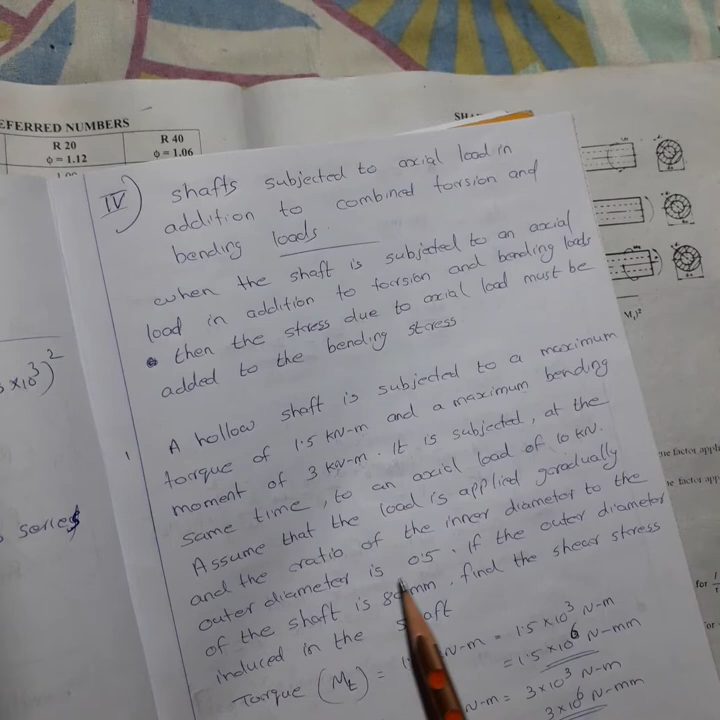 EFERRED NUMBERS
R 20
φ = 1.12
R 40
φ = 1.06
IV)
shafts subjected to axial load in
addition to combined torsion and
bending loads.
when the shaft is subjected to an axial
load in addition to torsion and bending loads
then the stress due to axial load must be
added to the bending stress
A hollow shaft is subjected to a maximum
torque of 1.5 kN-m and a maximum bending
moment of 3 kN-m. It is subjected, at the
same time, to an axial load of 10 kN.
Assume that the load is applied goradually
and the ratio of the inner diameter to the
outer diameter is 0.5. if the outer diameter
of the shaft is 80mm. find the shear stress
induced in the shaft
Torque (Mt) = N-m = 1.5 × 10³ N-m
= 1.5 × 10⁶ N-mm
N-m = 3×10³ N-m
3×10⁶ N-mm
×10³)²
series